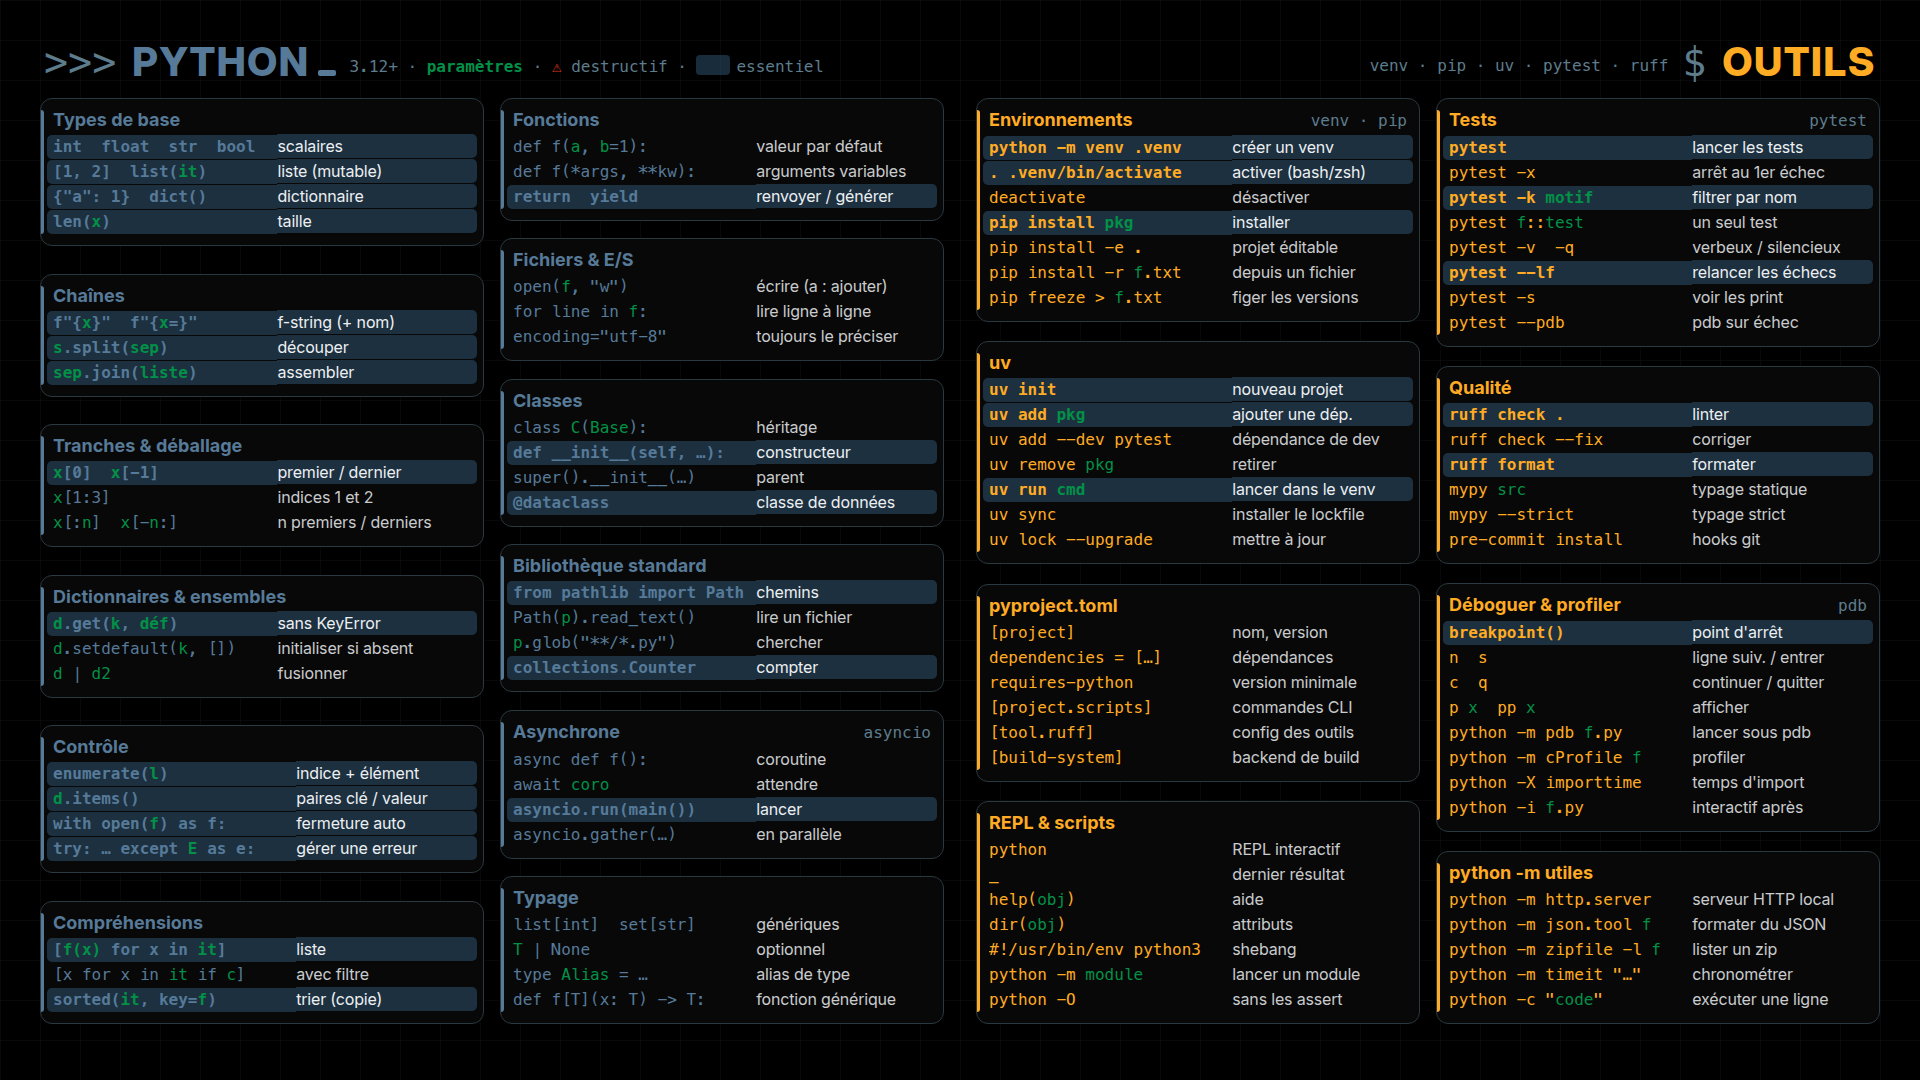 >>> PYTHON_ 3.12+ · paramètres · ⚠ destructif · essentiel
venv · pip · uv · pytest · ruff $ OUTILS
Types de base
int  float  str  bool scalaires
[1, 2]  list(it) liste (mutable)
{"a": 1}  dict() dictionnaire
len(x) taille
Chaînes
f"{x}"  f"{x=}" f-string (+ nom)
s.split(sep) découper
sep.join(liste) assembler
Tranches & déballage
x[0]  x[-1] premier / dernier
x[1:3] indices 1 et 2
x[:n]  x[-n:] n premiers / derniers
Dictionnaires & ensembles
d.get(k, déf) sans KeyError
d.setdefault(k, []) initialiser si absent
d | d2 fusionner
Contrôle
enumerate(l) indice + élément
d.items() paires clé / valeur
with open(f) as f: fermeture auto
try: … except E as e: gérer une erreur
Compréhensions
[f(x) for x in it] liste
[x for x in it if c] avec filtre
sorted(it, key=f) trier (copie)
Fonctions
def f(a, b=1): valeur par défaut
def f(*args, **kw): arguments variables
return  yield renvoyer / générer
Fichiers & E/S
open(f, "w") écrire (a : ajouter)
for line in f: lire ligne à ligne
encoding="utf-8" toujours le préciser
Classes
class C(Base): héritage
def __init__(self, …): constructeur
super().__init__(…) parent
@dataclass classe de données
Bibliothèque standard
from pathlib import Path chemins
Path(p).read_text() lire un fichier
p.glob("**/*.py") chercher
collections.Counter compter
Asynchrone asyncio
async def f(): coroutine
await coro attendre
asyncio.run(main()) lancer
asyncio.gather(…) en parallèle
Typage
list[int]  set[str] génériques
T | None optionnel
type Alias = … alias de type
def f[T](x: T) -> T: fonction générique
Environnements venv · pip
python -m venv .venv créer un venv
. .venv/bin/activate activer (bash/zsh)
deactivate désactiver
pip install pkg installer
pip install -e . projet éditable
pip install -r f.txt depuis un fichier
pip freeze > f.txt figer les versions
uv
uv init nouveau projet
uv add pkg ajouter une dép.
uv add --dev pytest dépendance de dev
uv remove pkg retirer
uv run cmd lancer dans le venv
uv sync installer le lockfile
uv lock --upgrade mettre à jour
pyproject.toml
[project] nom, version
dependencies = […] dépendances
requires-python version minimale
[project.scripts] commandes CLI
[tool.ruff] config des outils
[build-system] backend de build
REPL & scripts
python REPL interactif
_ dernier résultat
help(obj) aide
dir(obj) attributs
#!/usr/bin/env python3 shebang
python -m module lancer un module
python -O sans les assert
Tests pytest
pytest lancer les tests
pytest -x arrêt au 1er échec
pytest -k motif filtrer par nom
pytest f::test un seul test
pytest -v  -q verbeux / silencieux
pytest --lf relancer les échecs
pytest -s voir les print
pytest --pdb pdb sur échec
Qualité
ruff check . linter
ruff check --fix corriger
ruff format formater
mypy src typage statique
mypy --strict typage strict
pre-commit install hooks git
Déboguer & profiler pdb
breakpoint() point d'arrêt
n  s ligne suiv. / entrer
c  q continuer / quitter
p x  pp x afficher
python -m pdb f.py lancer sous pdb
python -m cProfile f profiler
python -X importtime temps d'import
python -i f.py interactif après
python -m utiles
python -m http.server serveur HTTP local
python -m json.tool f formater du JSON
python -m zipfile -l f lister un zip
python -m timeit "…" chronométrer
python -c "code" exécuter une ligne